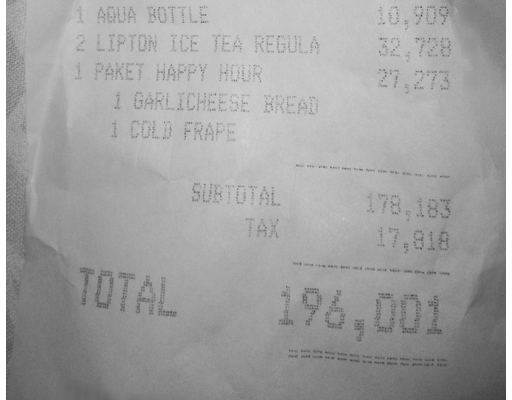 1 AQUA BOTTLE 10,909
2 LIPTON ICE TEA REGULA 32,728
1 PAKET HAPPY HOUR 27,273
1 GARLICHEESE BREAD
1 COLD FRAPE
SUBTOTAL 178,183
TAX 17,818
TOTAL 196,001